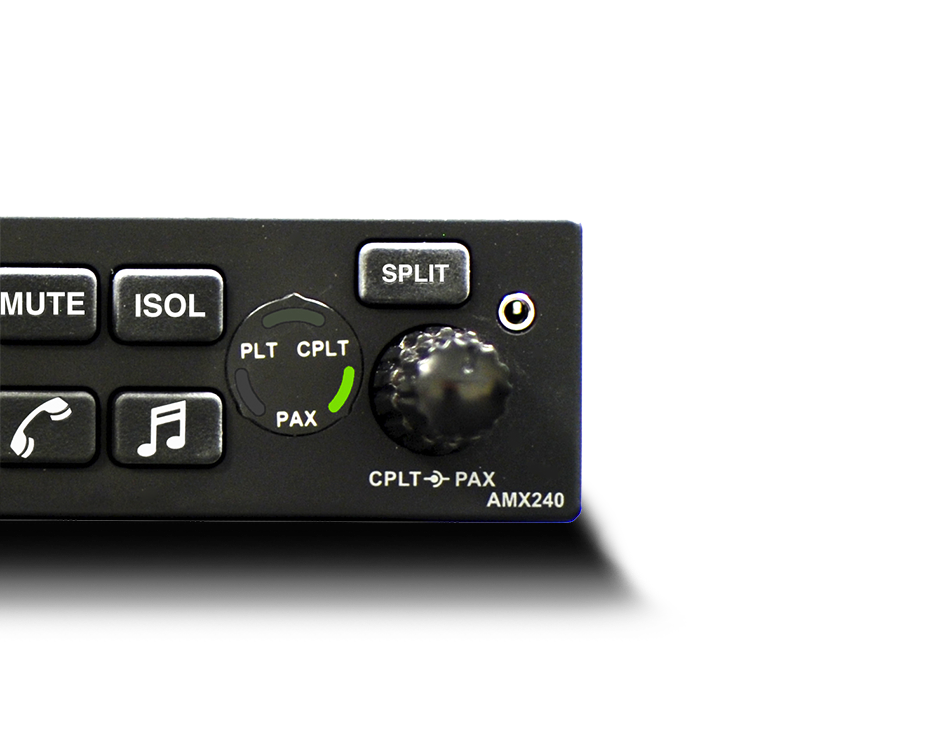 SPLIT
MUTE
ISOL
PLT CPLT
PAX
CPLT PAX
AMX240